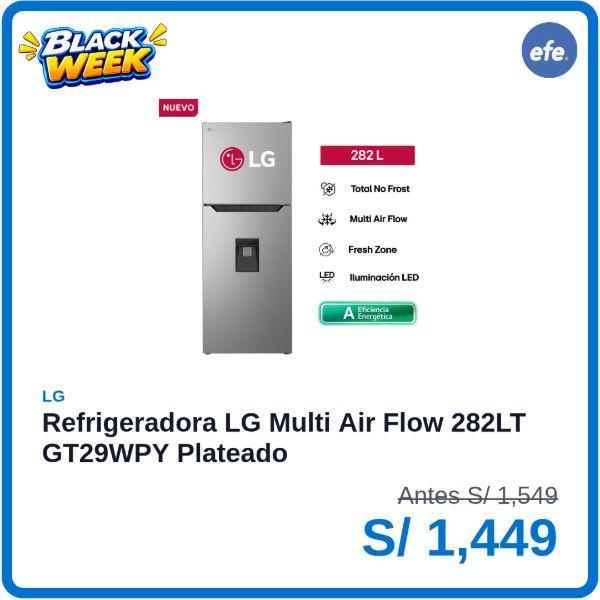 BLACK
WEEK
efe.
NUEVO
LG
282 L
Total No Frost
Multi Air Flow
Fresh Zone
LED
Iluminación LED
A Eficiencia
Energética
LG
Refrigeradora LG Multi Air Flow 282LT
GT29WPY Plateado
Antes S/ 1,549
S/ 1,449